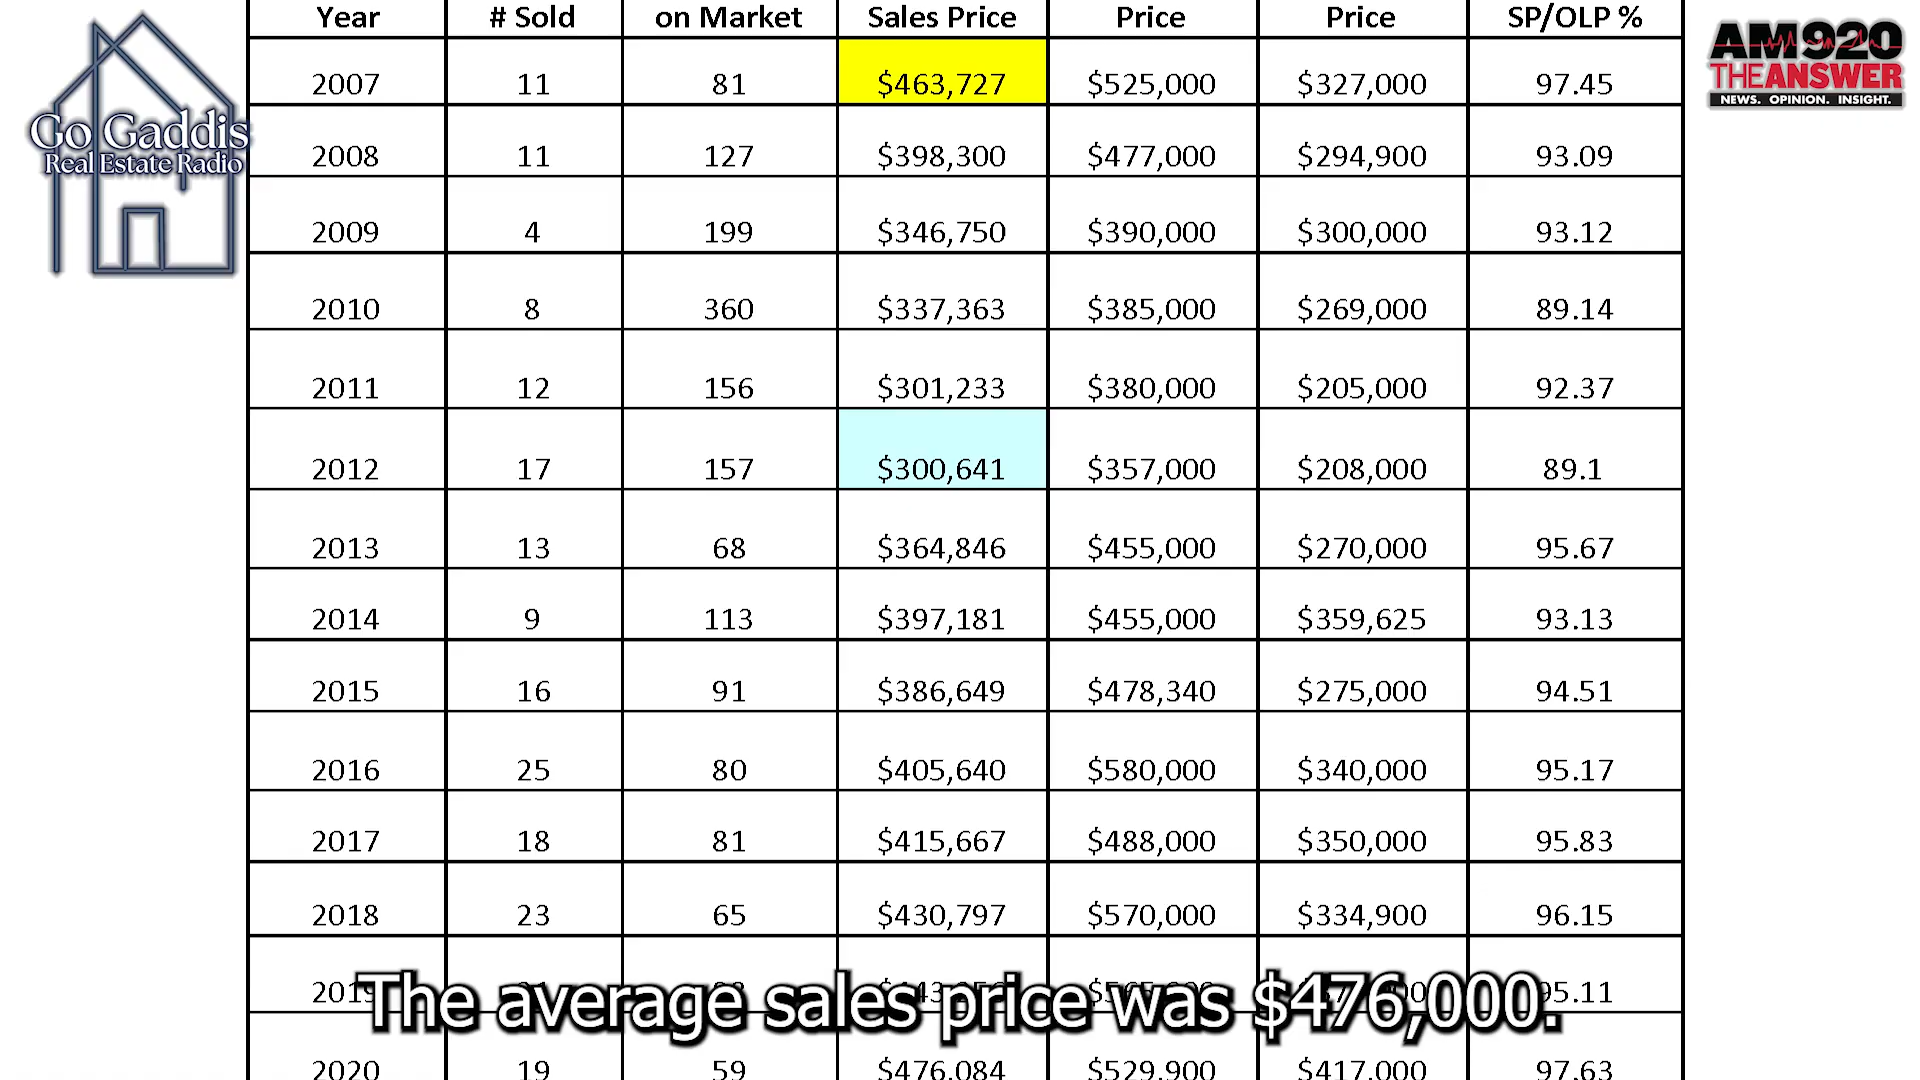 Year # Sold on Market Sales Price Price Price SP/OLP %
2007 11 81 $463,727 $525,000 $327,000 97.45
2008 11 127 $398,300 $477,000 $294,900 93.09
2009 4 199 $346,750 $390,000 $300,000 93.12
2010 8 360 $337,363 $385,000 $269,000 89.14
2011 12 156 $301,233 $380,000 $205,000 92.37
2012 17 157 $300,641 $357,000 $208,000 89.1
2013 13 68 $364,846 $455,000 $270,000 95.67
2014 9 113 $397,181 $455,000 $359,625 93.13
2015 16 91 $386,649 $478,340 $275,000 94.51
2016 25 80 $405,640 $580,000 $340,000 95.17
2017 18 81 $415,667 $488,000 $350,000 95.83
2018 23 65 $430,797 $570,000 $334,900 96.15
2019 95.11
2020 19 59 $476,084 $529,900 $417,000 97.63
The average sales price was $476,000.
Go Gaddis
Real Estate Radio
AM920
THE ANSWER
NEWS. OPINION. INSIGHT.